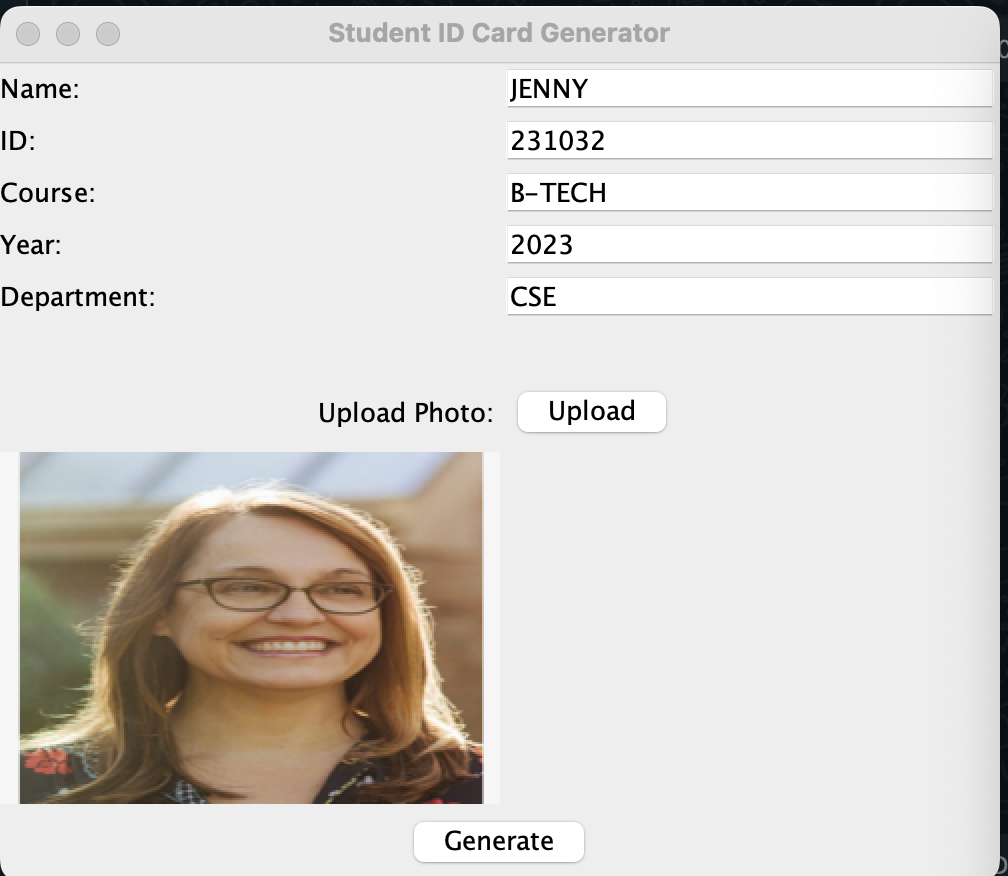 Student ID Card Generator
Name: JENNY
ID: 231032
Course: B-TECH
Year: 2023
Department: CSE
Upload Photo: Upload
Generate